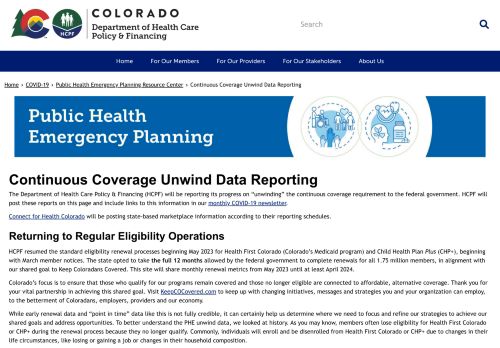 COLORADO
Department of Health Care
Policy & Financing
CO
HCPF
Search
Home
For Our Members
For Our Providers
For Our Stakeholders
About Us
Home › COVID-19 › Public Health Emergency Planning Resource Center › Continuous Coverage Unwind Data Reporting
Public Health
Emergency Planning
Continuous Coverage Unwind Data Reporting
The Department of Health Care Policy & Financing (HCPF) will be reporting its progress on "unwinding" the continuous coverage requirement to the federal government. HCPF will
post these reports on this page and include links to this information in our monthly COVID-19 newsletter.
Connect for Health Colorado will be posting state-based marketplace information according to their reporting schedules.
Returning to Regular Eligibility Operations
HCPF resumed the standard eligibility renewal processes beginning May 2023 for Health First Colorado (Colorado's Medicaid program) and Child Health Plan Plus (CHP+), beginning
with March member notices. The state opted to take the full 12 months allowed by the federal government to complete renewals for all 1.75 million members, in alignment with
our shared goal to Keep Coloradans Covered. This site will share monthly renewal metrics from May 2023 until at least April 2024.
Colorado's focus is to ensure that those who qualify for our programs remain covered and those no longer eligible are connected to affordable, alternative coverage. Thank you for
your vital partnership in achieving this shared goal. Visit KeepCOCovered.com to keep up with changing initiatives, messages and strategies you and your organization can employ,
to the betterment of Coloradans, employers, providers and our economy.
While early renewal data and "point in time" data like this is not fully credible, it can certainly help us determine where we need to focus and refine our strategies to achieve our
shared goals and address opportunities. To better understand the PHE unwind data, we looked at history. As you may know, members often lose eligibility for Health First Colorado
or CHP+ during the renewal process because they no longer qualify. Commonly, individuals will enroll and be disenrolled from Health First Colorado or CHP+ due to changes in their
life circumstances, like losing or gaining a job or changes in their household composition.